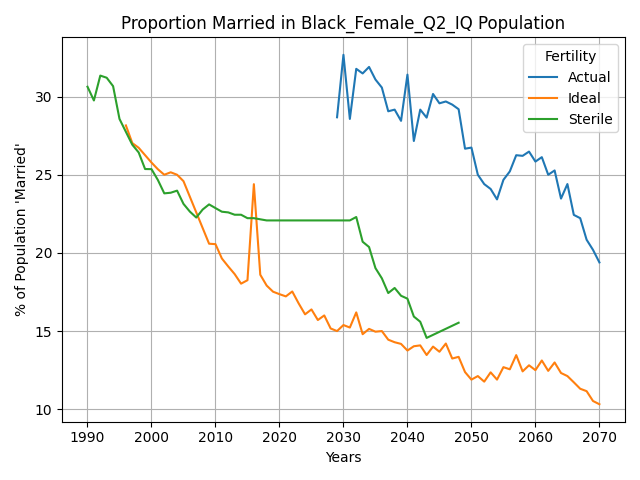 Proportion Married in Black_Female_Q2_IQ Population
Fertility
Actual
Ideal
Sterile
% of Population 'Married'
30
25
20
15
10
1990 2000 2010 2020 2030 2040 2050 2060 2070
Years